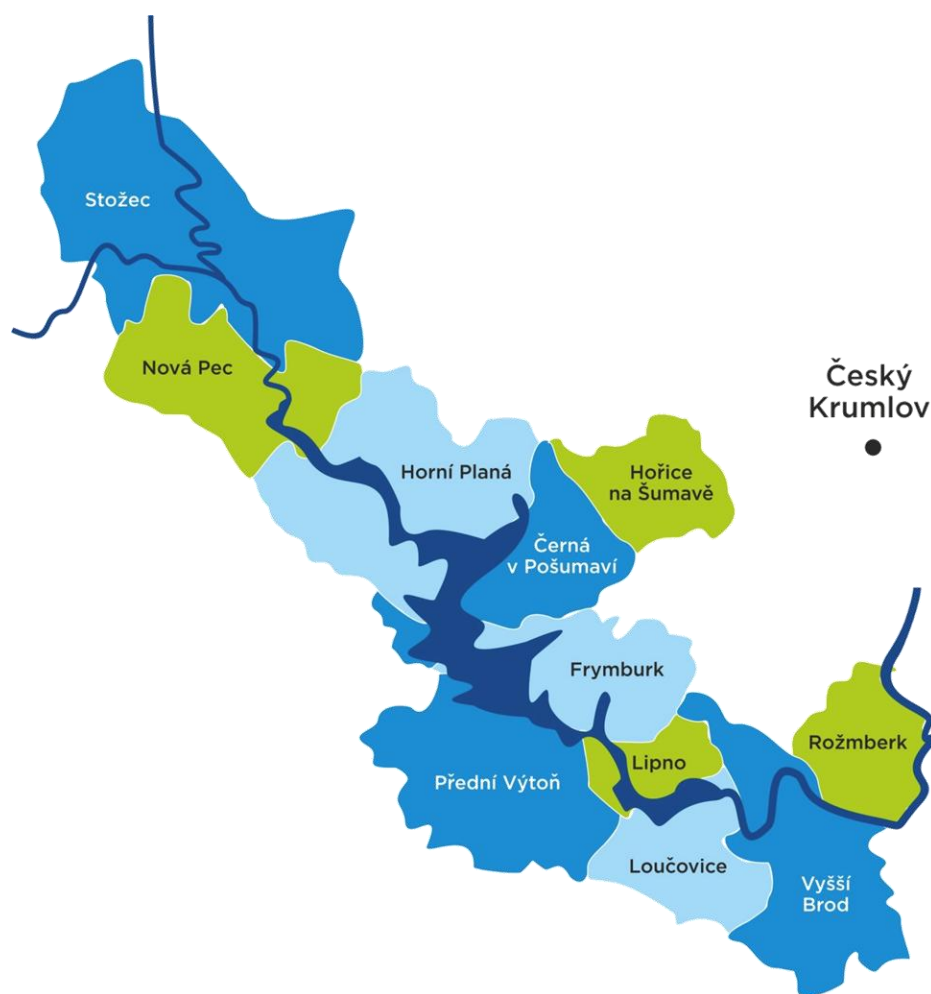 Stožec
Nová Pec
Český
Krumlov
Horní Planá
Hořice
na Šumavě
Černá
v Pošumaví
Frymburk
Rožmberk
Lipno
Přední Výtoň
Loučovice
Vyšší
Brod